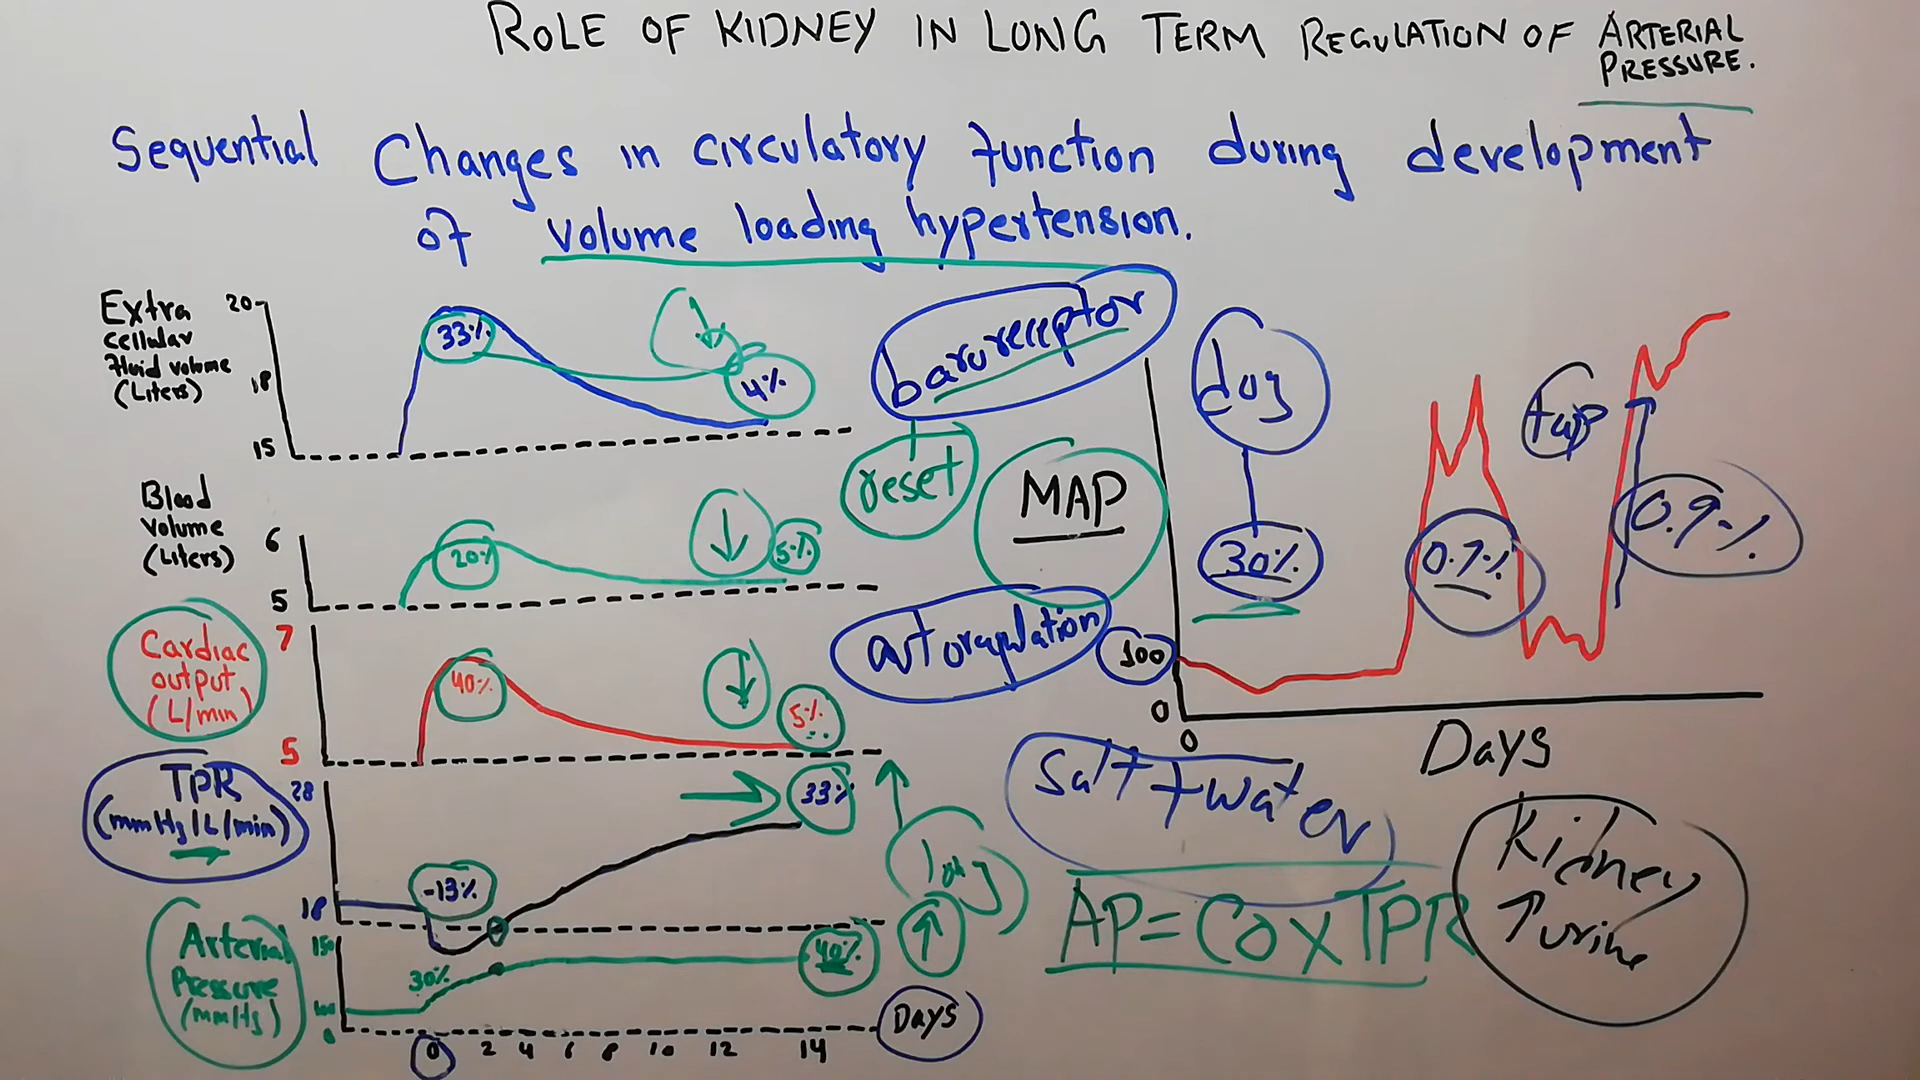 ROLE OF KIDNEY IN LONG TERM REGULATION OF ARTERIAL
PRESSURE.
Sequential Changes in circulatory function during development
of volume loading hypertension.
Extra
cellular
fluid volume
(Liters)
20
18
15
33%
4%
baroreceptor
reset
Blood
volume
(Liters)
6
5
20%
5%
MAP
autoregulation
Cardiac
output
(L/min)
7
5
40%
5%
TPR
(mmHg/L/min)
28
18
-13%
33%
long
Arterial
Pressure
(mmHg)
150
100
0
30%
40%
0 2 4 6 8 10 12 14
Days
dog
30%
tap
0.7%
0.9%
100
0
0
Days
Salt + water
AP = CO X TPR
Kidney
↑ urine